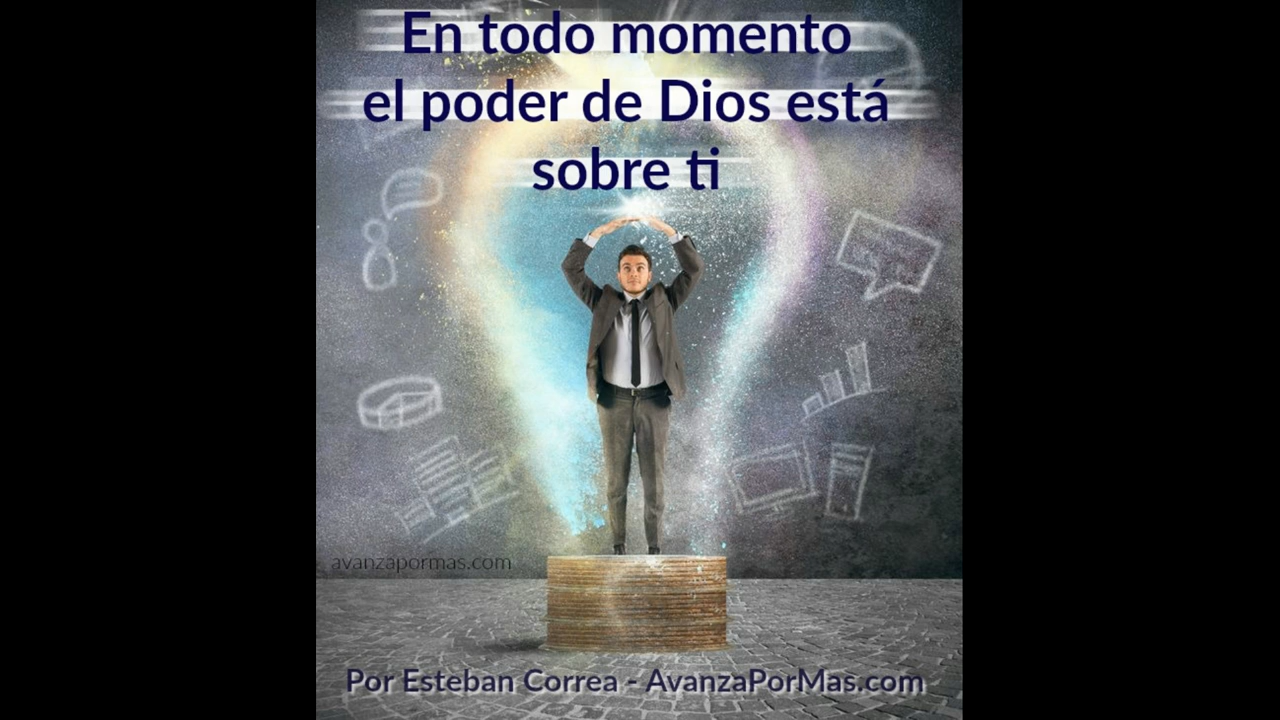 En todo momento
el poder de Dios está
sobre ti
avanzapormas.com
Por Esteban Correa - AvanzaPorMas.com